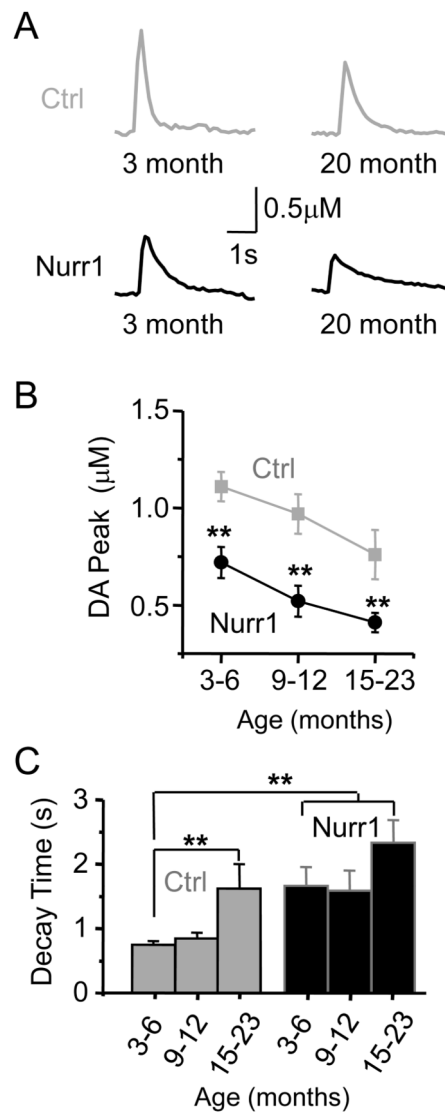 A
Ctrl
3 month
20 month
0.5μM
1s
Nurr1
3 month
20 month
B
DA Peak (μM)
1.5
1.0
0.5
Ctrl
**
**
**
Nurr1
3-6
9-12
15-23
Age (months)
C
Decay Time (s)
3
2
1
0
**
**
Ctrl
Nurr1
3-6
9-12
15-23
3-6
9-12
15-23
Age (months)